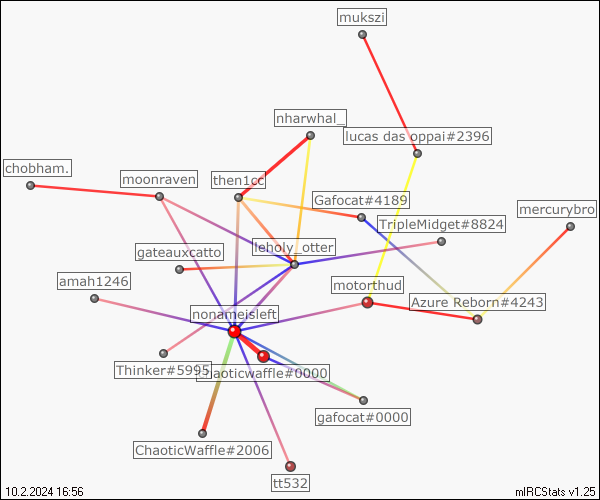 mukszi
nharwhal_
lucas das oppai#2396
chobham.
moonraven
then1cc
Gafocat#4189
mercurybro
TripleMidget#8824
gateauxcatto
leholy_otter
amah1246
motorthud
Azure Reborn#4243
nonameisleft
Thinker#5995
chaoticwaffle#0000
gafocat#0000
ChaoticWaffle#2006
tt532
10.2.2024 16:56
mIRCStats v1.25